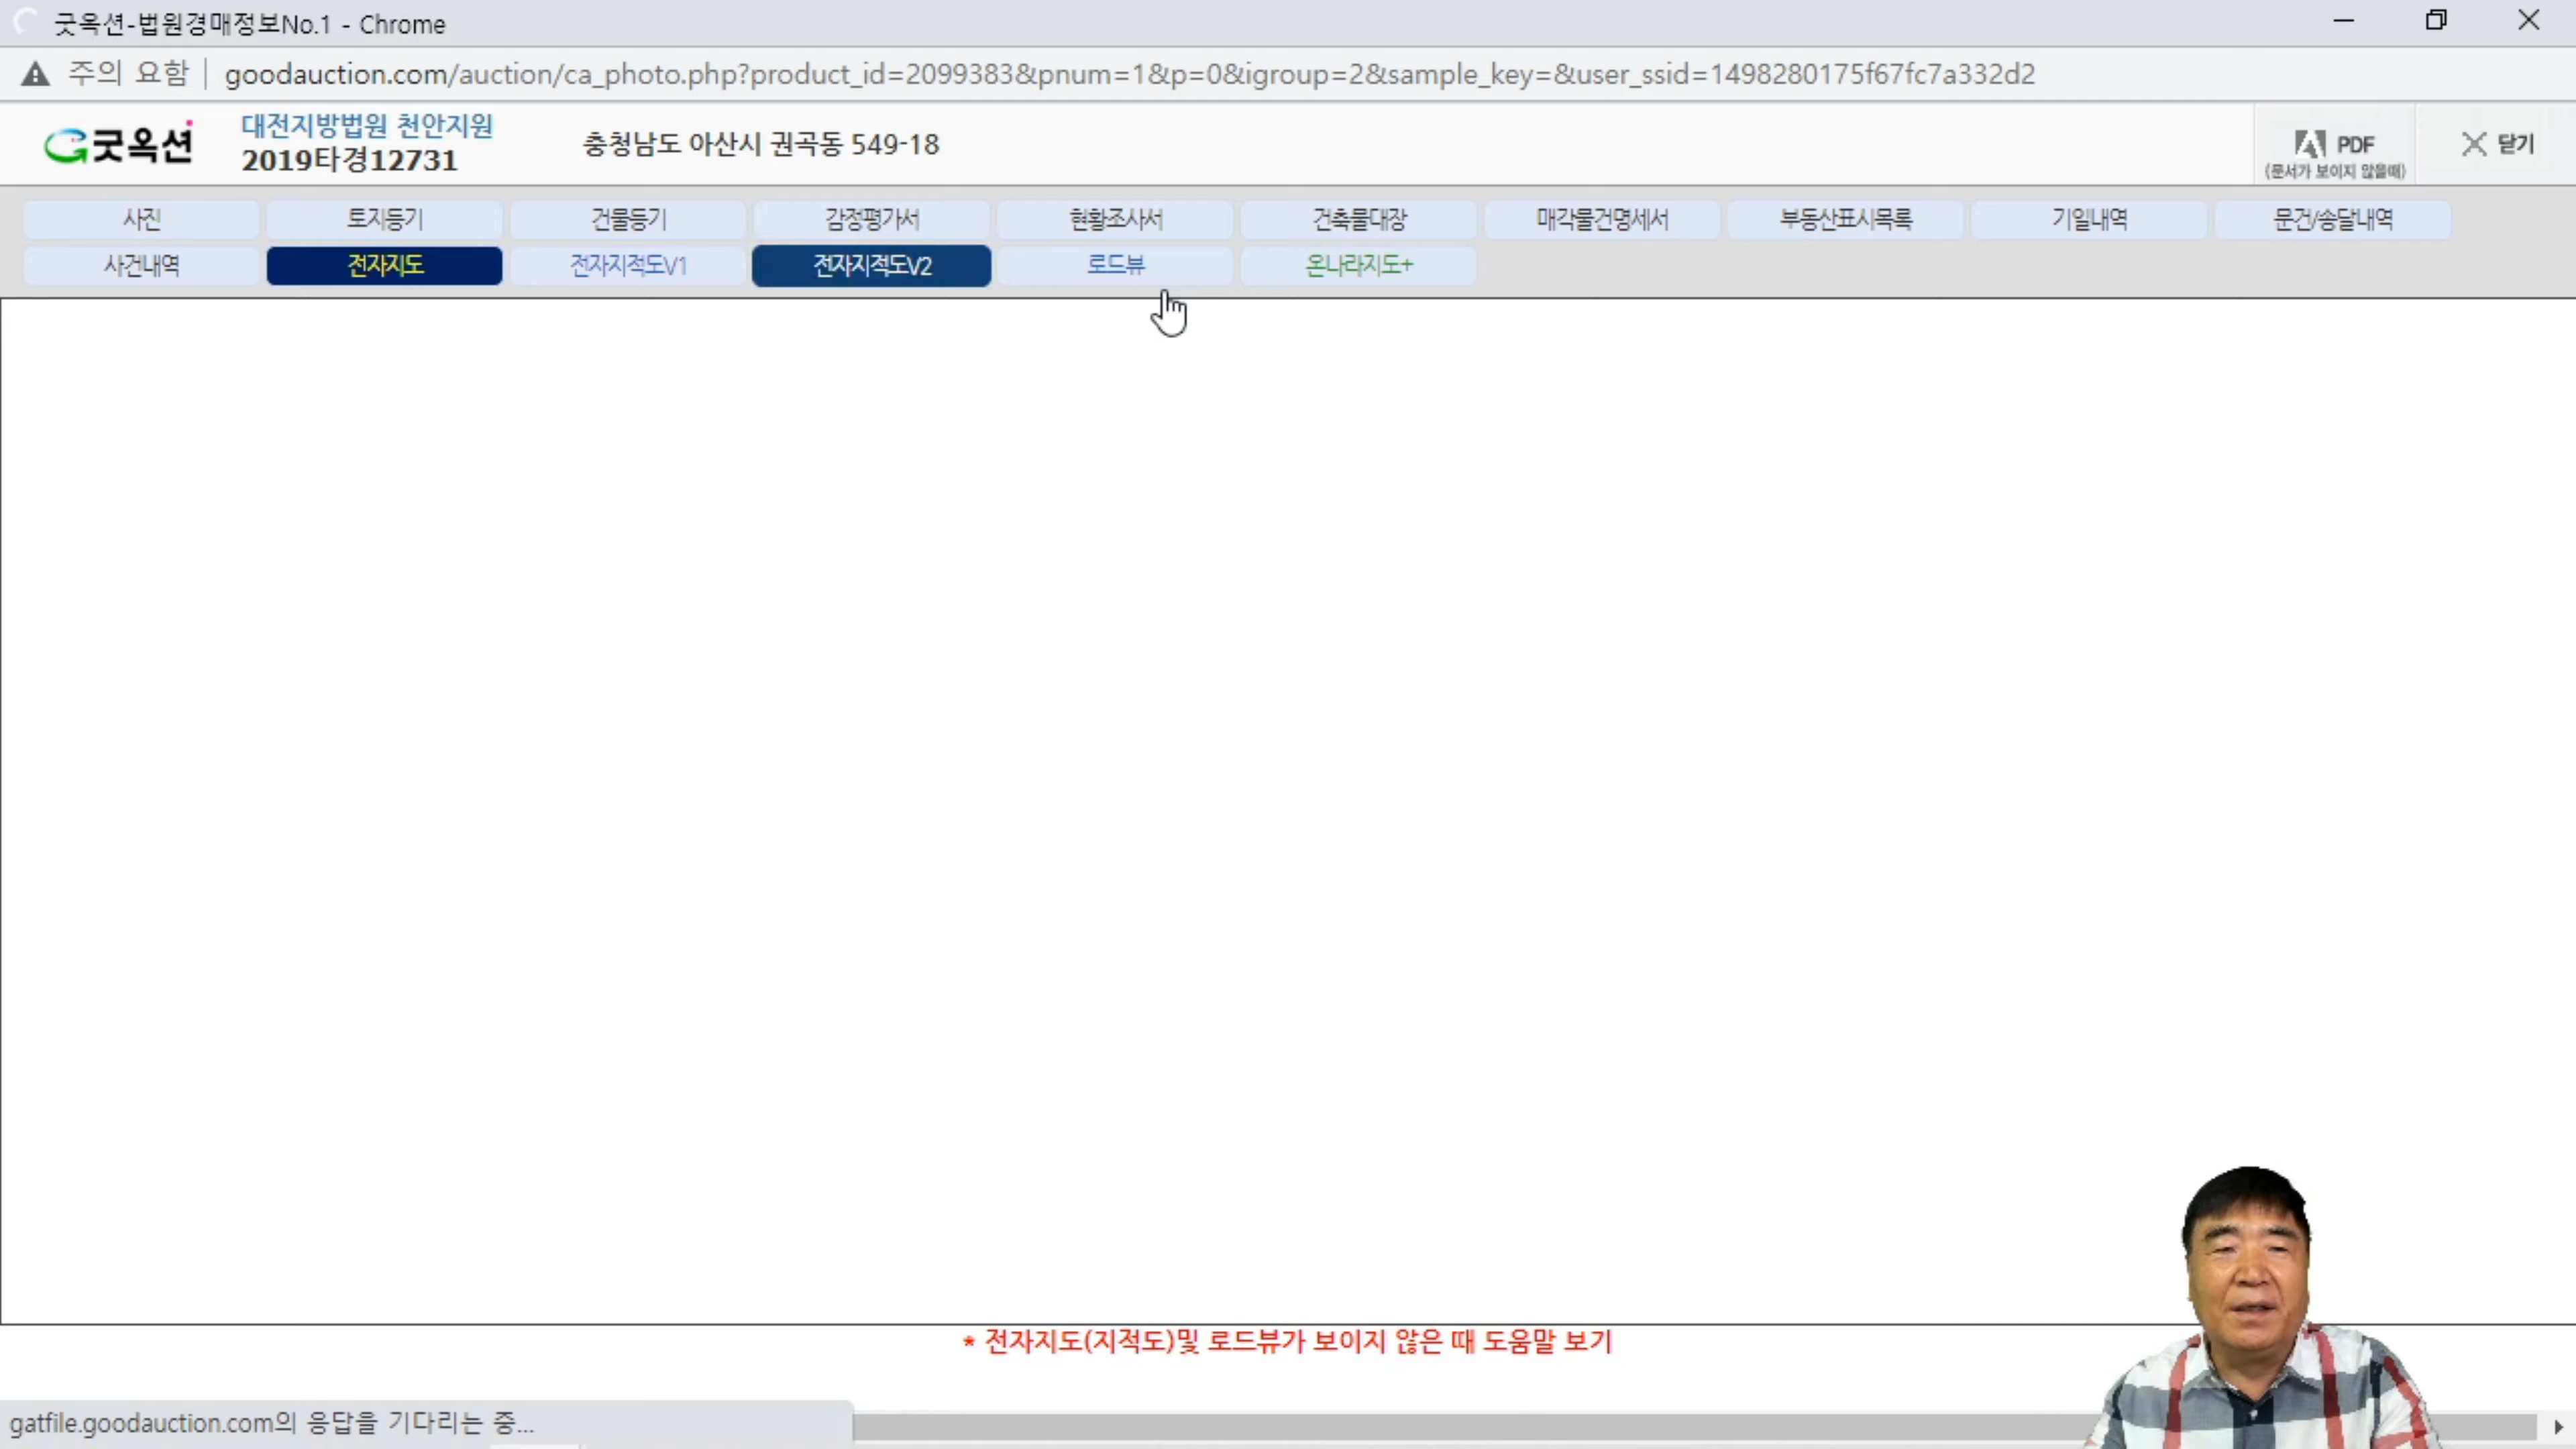 굿옥션-법원경매정보No.1 - Chrome
주의 요함 goodauction.com/auction/ca_photo.php?product_id=2099383&pnum=1&p=0&igroup=2&sample_key=&user_ssid=1498280175f67fc7a332d2
굿옥션
대전지방법원 천안지원
2019타경12731
충청남도 아산시 권곡동 549-18
PDF
(문서가 보이지 않을때)
닫기
사진 토지등기 건물등기 감정평가서 현황조사서 건축물대장 매각물건명세서 부동산표시목록 기일내역 문건/송달내역
사건내역 전자지도 전자지적도V1 전자지적도V2 로드뷰 온나라지도+
* 전자지도(지적도)및 로드뷰가 보이지 않은 때 도움말 보기
gatfile.goodauction.com의 응답을 기다리는 중...